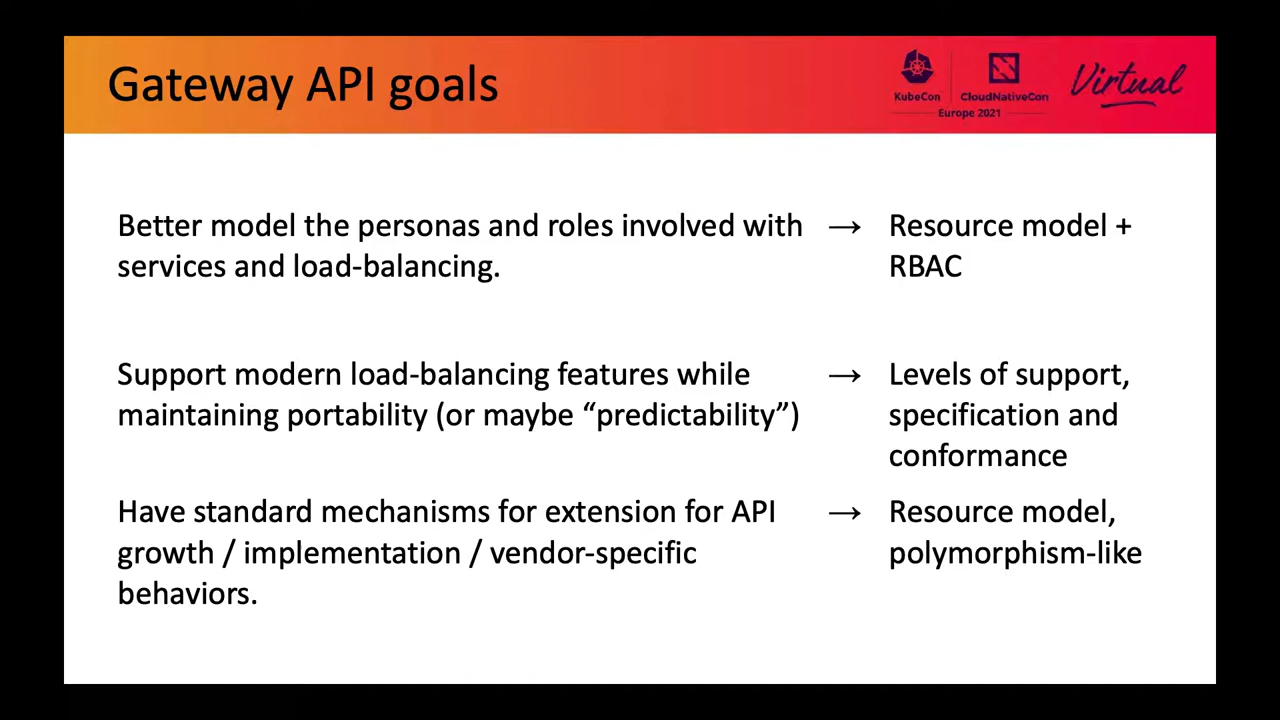 Gateway API goals
KubeCon
CloudNativeCon
Europe 2021
Virtual
Better model the personas and roles involved with
services and load-balancing.
→
Resource model +
RBAC
Support modern load-balancing features while
maintaining portability (or maybe “predictability”)
→
Levels of support,
specification and
conformance
Have standard mechanisms for extension for API
growth / implementation / vendor-specific
behaviors.
→
Resource model,
polymorphism-like